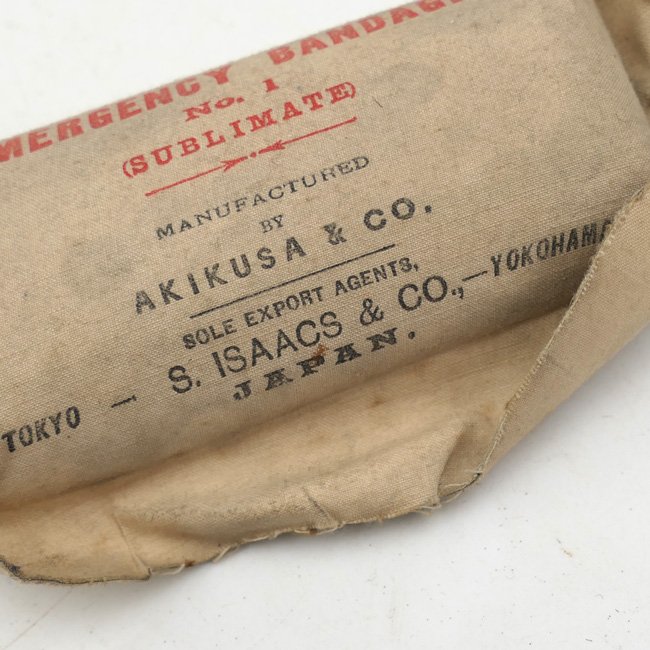 MERGENCY BANDAGE
No. 1
(SUBLIMATE)
MANUFACTURED
BY
AKIKUSA & CO.
SOLE EXPORT AGENTS,
TOKYO — S. ISAACS & CO.,—YOKOHAMA
JAPAN.